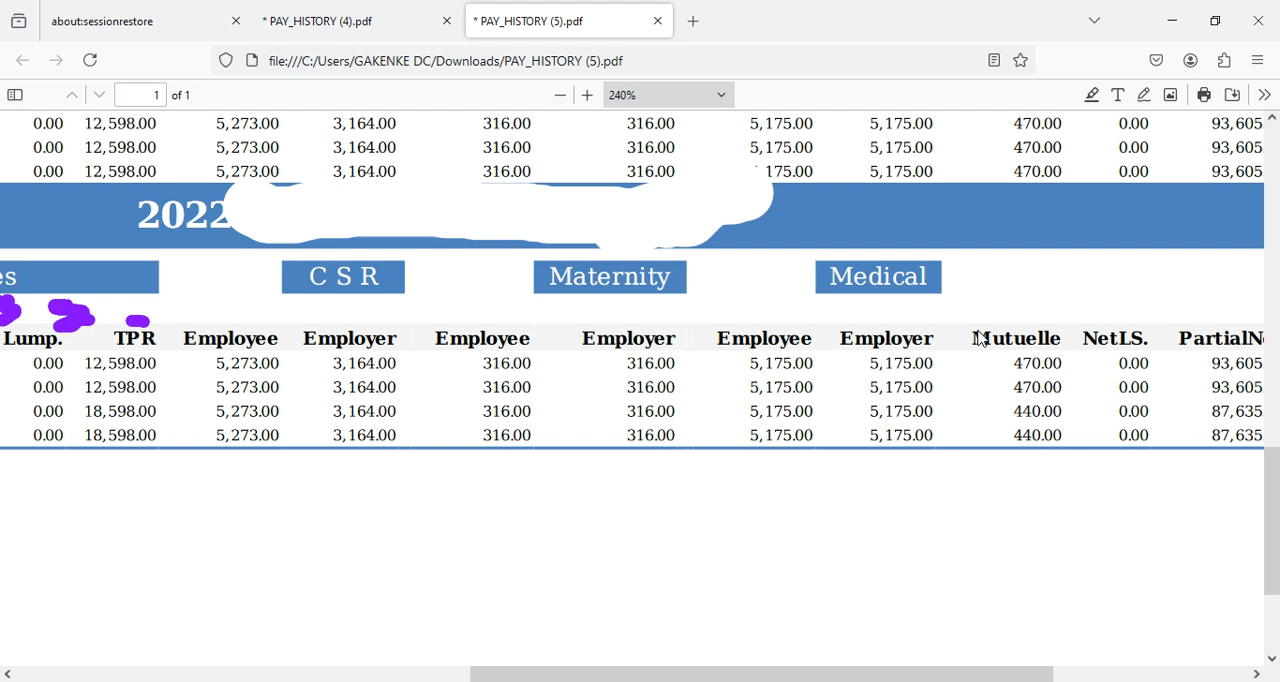 about:sessionrestore * PAY_HISTORY (4).pdf * PAY_HISTORY (5).pdf
file:///C:/Users/GAKENKE DC/Downloads/PAY_HISTORY (5).pdf
1 of 1 240%
0.00 12,598.00 5,273.00 3,164.00 316.00 316.00 5,175.00 5,175.00 470.00 0.00 93,605
0.00 12,598.00 5,273.00 3,164.00 316.00 316.00 5,175.00 5,175.00 470.00 0.00 93,605.
0.00 12,598.00 5,273.00 3,164.00 316.00 316.00 175.00 5,175.00 470.00 0.00 93,605.
2022
es C S R Maternity Medical
Lump. TPR Employee Employer Employee Employer Employee Employer Mutuelle NetLS. PartialN
0.00 12,598.00 5,273.00 3,164.00 316.00 316.00 5,175.00 5,175.00 470.00 0.00 93,605.
0.00 12,598.00 5,273.00 3,164.00 316.00 316.00 5,175.00 5,175.00 470.00 0.00 93,605.
0.00 18,598.00 5,273.00 3,164.00 316.00 316.00 5,175.00 5,175.00 440.00 0.00 87,635.
0.00 18,598.00 5,273.00 3,164.00 316.00 316.00 5,175.00 5,175.00 440.00 0.00 87,635